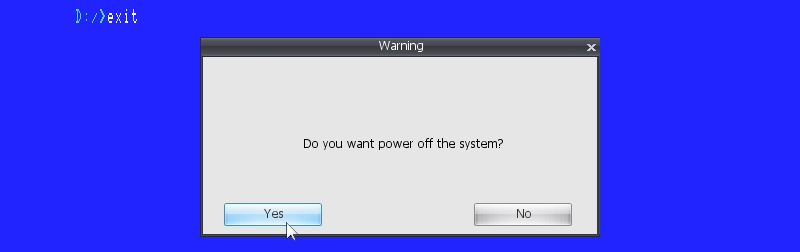 D:/>exit
Warning
Do you want power off the system?
Yes
No